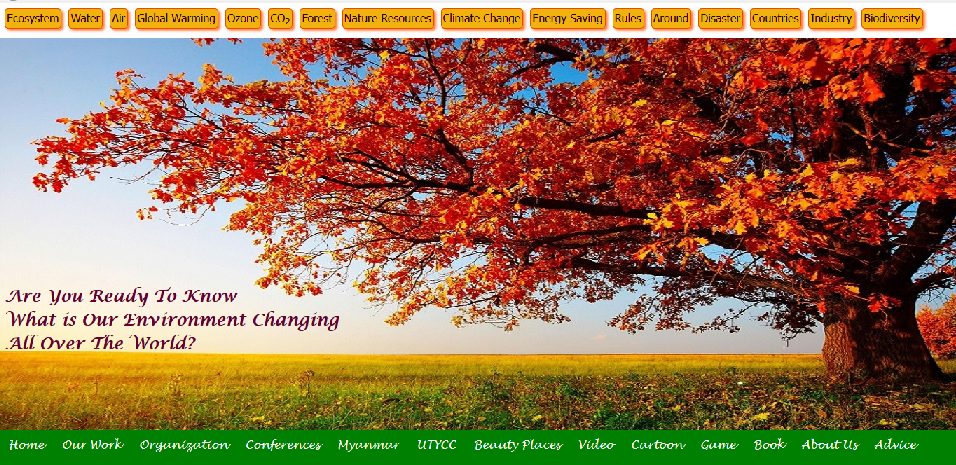 Ecosystem Water Air Global Warming Ozone CO2 Forest Nature Resources Climate Change Energy Saving Rules Around Disaster Countries Industry Biodiversity
Are You Ready To Know
What is Our Environment Changing
All Over The World?
Home Our Work Organization Conferences Myanmar UTYCC Beauty Places Video Cartoon Game Book About Us Advice